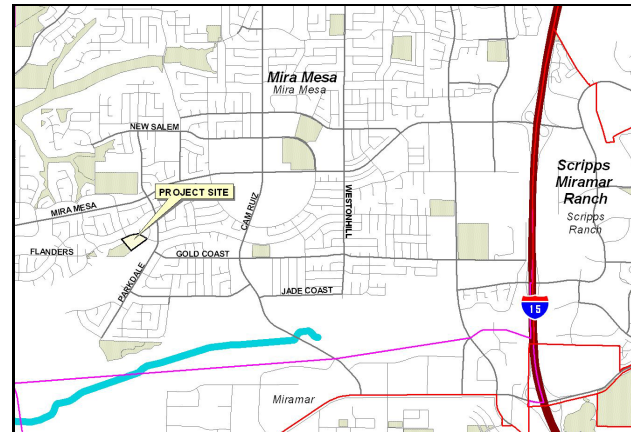 Mira Mesa
Mira Mesa
NEW SALEM
Scripps
Miramar
Ranch
Scripps
Ranch
PROJECT SITE
WESTONHILL
CAM RUIZ
MIRA MESA
FLANDERS
GOLD COAST
PARKDALE
JADE COAST
15
Miramar